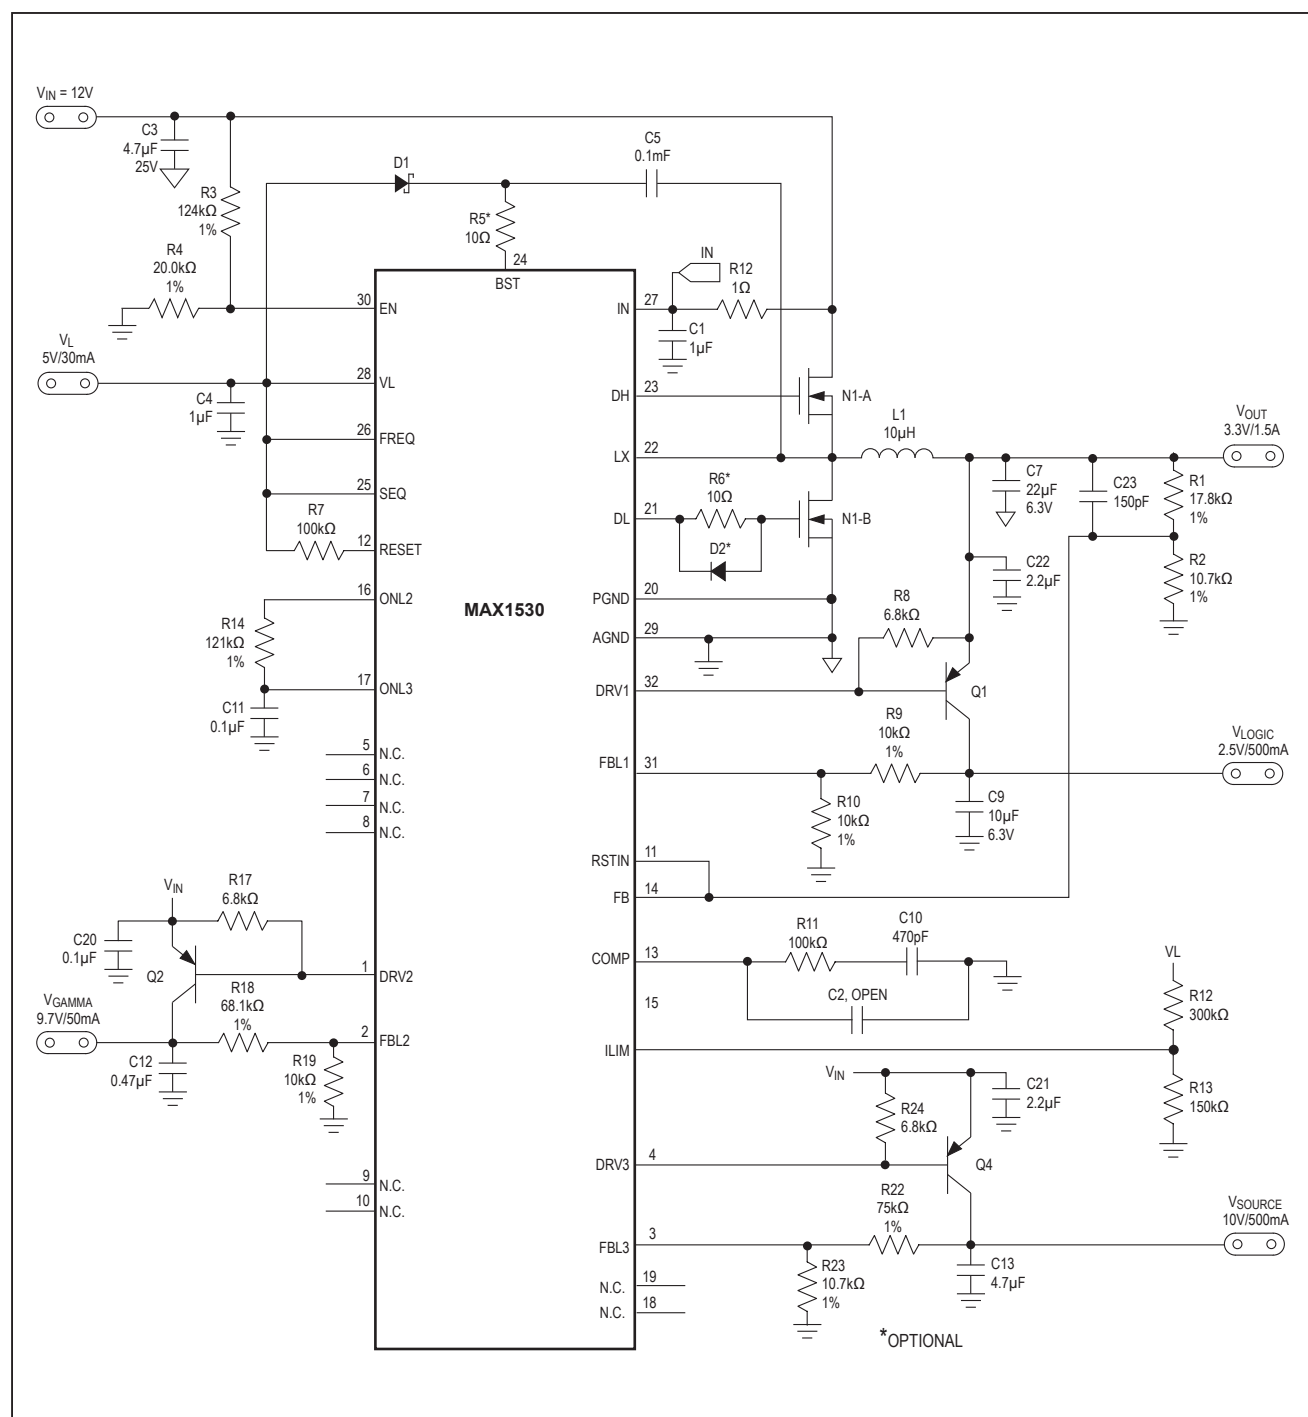 VIN = 12V
C3
4.7µF
25V
R3
124kΩ
1%
R4
20.0kΩ
1%
D1
C5
0.1mF
R5*
10Ω
24
BST
IN
R12
1Ω
C1
1µF
30
EN
IN
27
VL
5V/30mA
28
VL
C4
1µF
26
FREQ
25
SEQ
R7
100kΩ
12
RESET
16
ONL2
R14
121kΩ
1%
17
ONL3
C11
0.1µF
5
N.C.
6
N.C.
7
N.C.
8
N.C.
MAX1530
DH
23
N1-A
LX
22
L1
10µH
VOUT
3.3V/1.5A
C7
22µF
6.3V
C23
150pF
R1
17.8kΩ
1%
R2
10.7kΩ
1%
DL
21
R6*
10Ω
D2*
N1-B
C22
2.2µF
PGND
20
AGND
29
R8
6.8kΩ
DRV1
32
Q1
R9
10kΩ
1%
FBL1
31
VLOGIC
2.5V/500mA
R10
10kΩ
1%
C9
10µF
6.3V
RSTIN
11
FB
14
VIN
R17
6.8kΩ
C20
0.1µF
Q2
1
DRV2
VGAMMA
9.7V/50mA
R18
68.1kΩ
1%
2
FBL2
C12
0.47µF
R19
10kΩ
1%
R11
100kΩ
C10
470pF
COMP
13
C2, OPEN
15
ILIM
VL
R12
300kΩ
R13
150kΩ
VIN
C21
2.2µF
R24
6.8kΩ
DRV3
4
Q4
9
N.C.
10
N.C.
R22
75kΩ
1%
FBL3
3
VSOURCE
10V/500mA
R23
10.7kΩ
1%
C13
4.7µF
19
N.C.
18
N.C.
*OPTIONAL